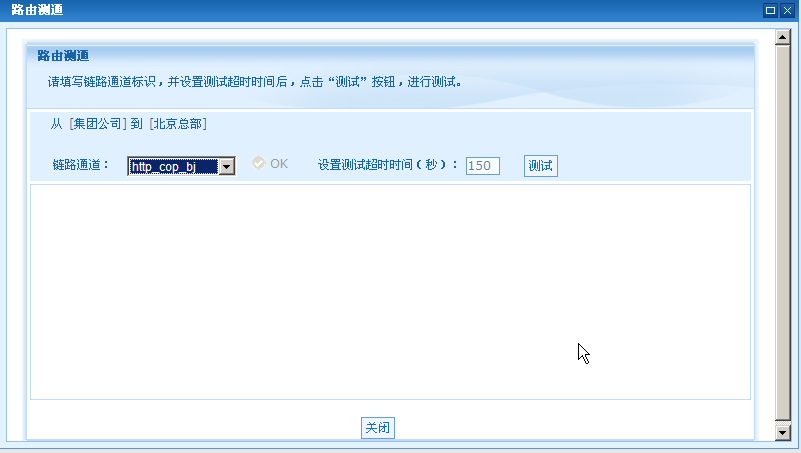 路由测通
路由测通
请填写链路通道标识，并设置测试超时时间后，点击“测试”按钮，进行测试。
从 [集团公司] 到 [北京总部]
链路通道： http_cop_bj OK 设置测试超时时间（秒）： 150 测试
关闭